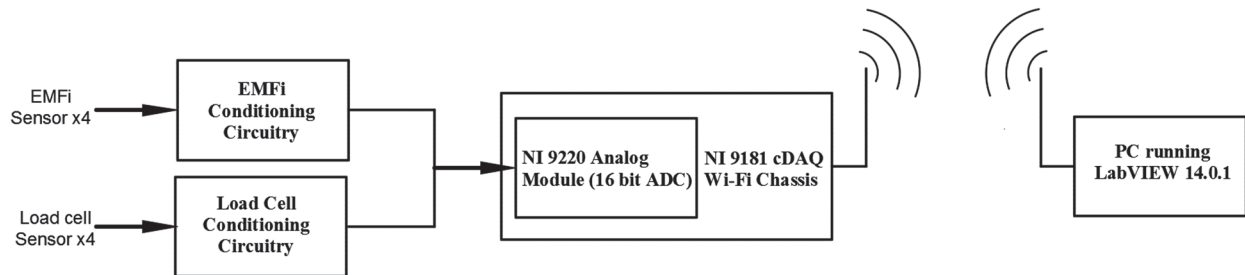 EMFi
Sensor x4
EMFi
Conditioning
Circuitry
Load cell
Sensor x4
Load Cell
Conditioning
Circuitry
NI 9220 Analog
Module (16 bit ADC)
NI 9181 cDAQ
Wi-Fi Chassis
PC running
LabVIEW 14.0.1